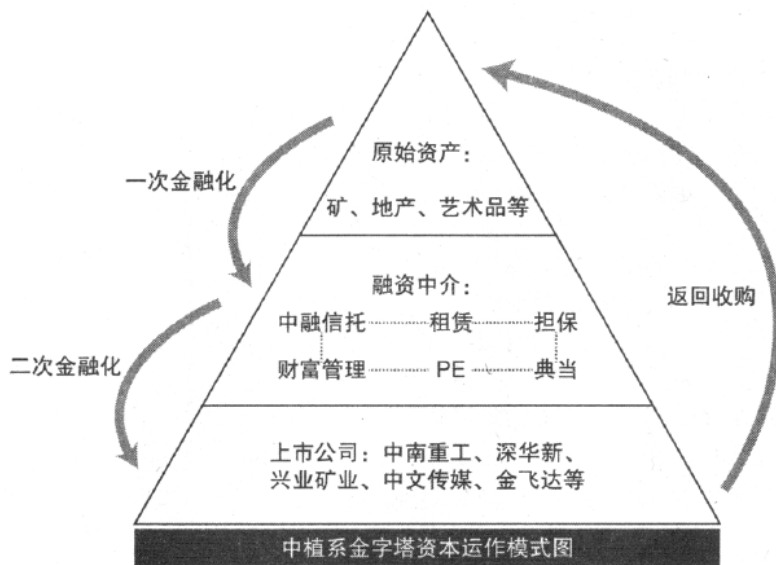 原始资产：
矿、地产、艺术品等
一次金融化
融资中介：
中融信托 租赁 担保
财富管理 PE 典当
返回收购
二次金融化
上市公司：中南重工、深华新、
兴业矿业、中文传媒、金飞达等
中植系金字塔资本运作模式图